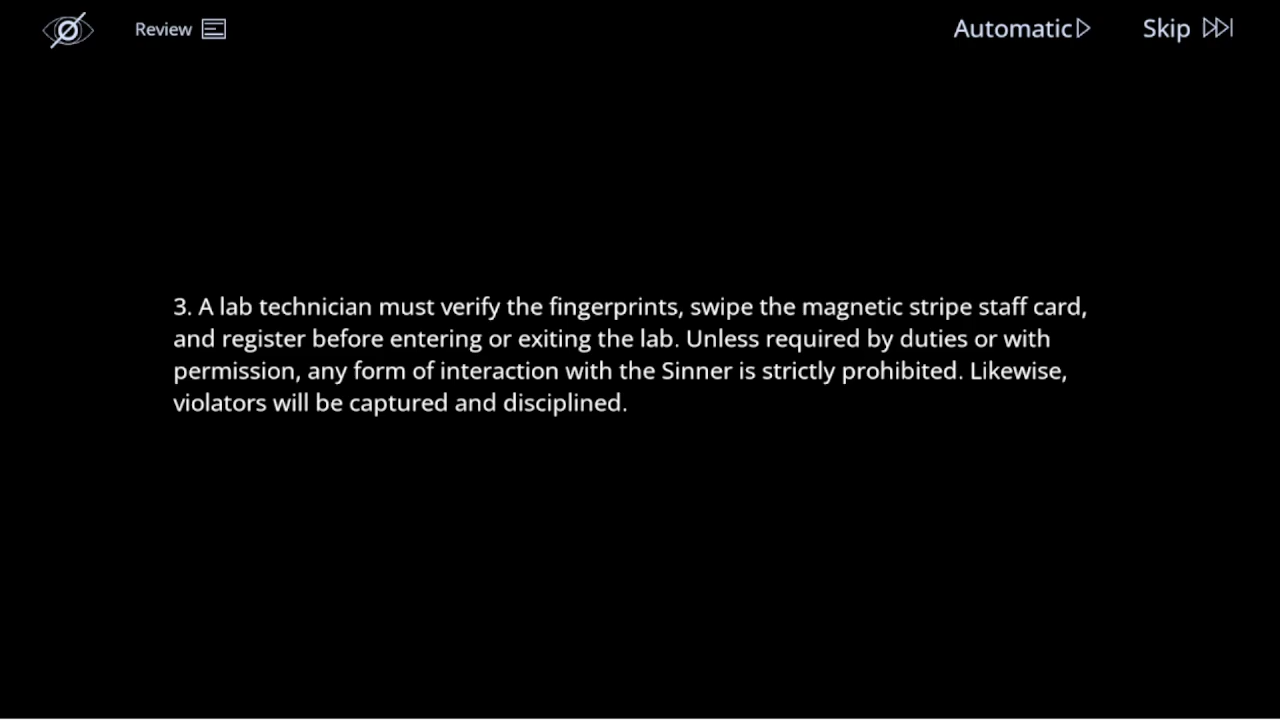 Review
Automatic
Skip
3. A lab technician must verify the fingerprints, swipe the magnetic stripe staff card,
and register before entering or exiting the lab. Unless required by duties or with
permission, any form of interaction with the Sinner is strictly prohibited. Likewise,
violators will be captured and disciplined.